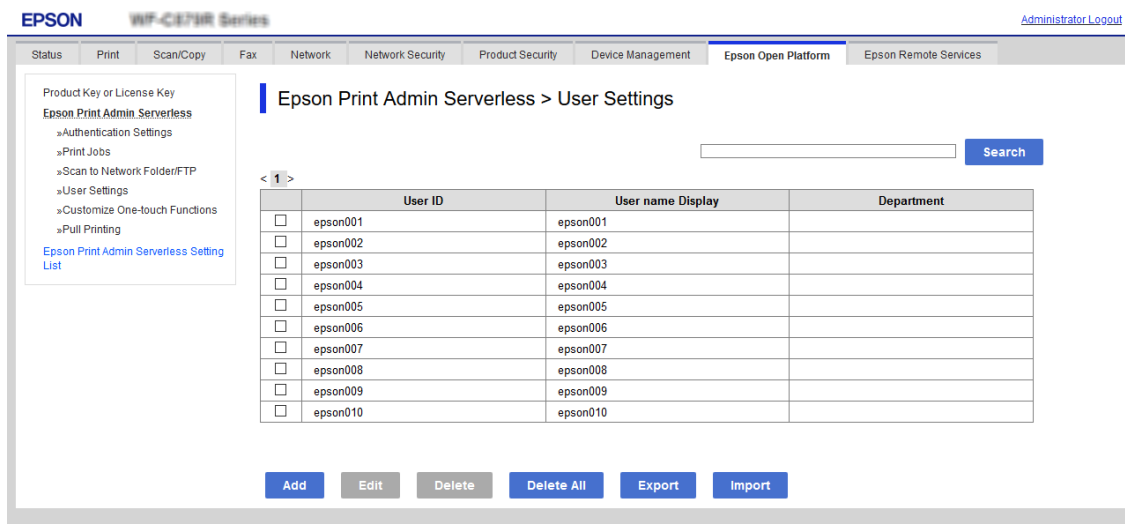 EPSON
Administrator Logout
Status Print Scan/Copy Fax Network Network Security Product Security Device Management Epson Open Platform Epson Remote Services
Product Key or License Key
Epson Print Admin Serverless
»Authentication Settings
»Print Jobs
»Scan to Network Folder/FTP
»User Settings
»Customize One-touch Functions
»Pull Printing
Epson Print Admin Serverless Setting
List
Epson Print Admin Serverless > User Settings
Search
< 1 >
User ID User name Display Department
epson001 epson001
epson002 epson002
epson003 epson003
epson004 epson004
epson005 epson005
epson006 epson006
epson007 epson007
epson008 epson008
epson009 epson009
epson010 epson010
Add Edit Delete Delete All Export Import